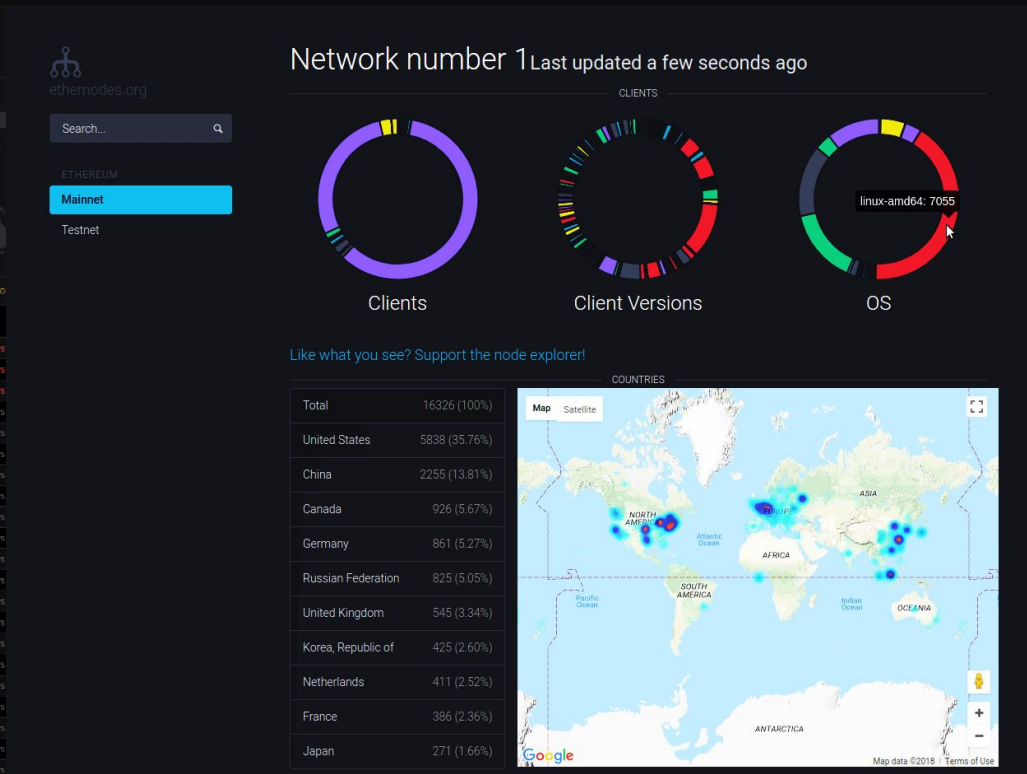 ethernodes.org
Search...
ETHEREUM
Mainnet
Testnet
Network number 1 Last updated a few seconds ago
CLIENTS
linux-amd64: 7055
Clients
Client Versions
OS
Like what you see? Support the node explorer!
COUNTRIES
Total 16326 (100%)
United States 5838 (35.76%)
China 2255 (13.81%)
Canada 926 (5.67%)
Germany 861 (5.27%)
Russian Federation 825 (5.05%)
United Kingdom 545 (3.34%)
Korea, Republic of 425 (2.60%)
Netherlands 411 (2.52%)
France 386 (2.36%)
Japan 271 (1.66%)
Map Satellite
NORTH
AMERICA
Atlantic
Ocean
EUROPE
ASIA
AFRICA
SOUTH
AMERICA
Pacific
Ocean
Indian
Ocean
OCEANIA
ANTARCTICA
+
−
Google
Map data ©2018 Terms of Use